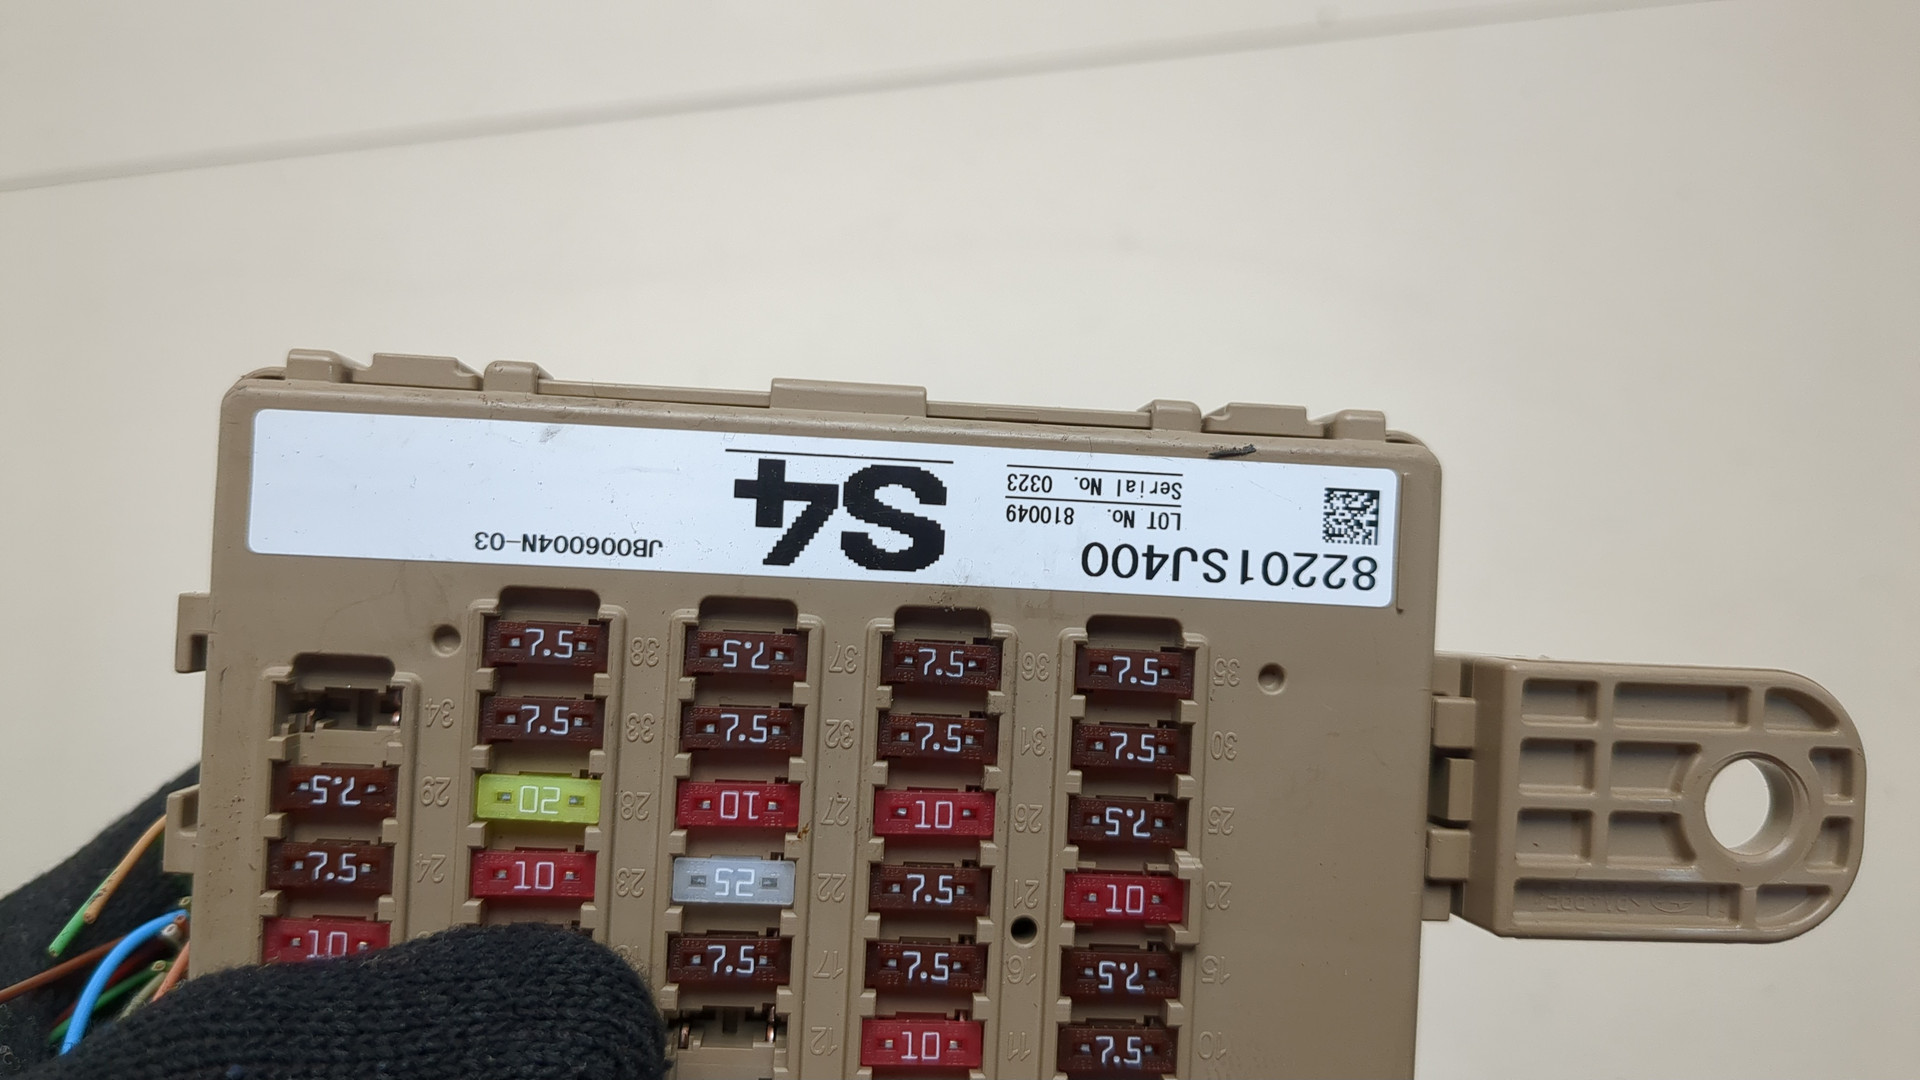 82201SJ400
LOT No. 810049
Serial No. 0323
S4
JB006004N-03
7.5 38 7.5 37 7.5 36 7.5 35
34 7.5 33 7.5 32 7.5 31 7.5 30
7.5 29 20 28 10 27 10 26 7.5 25
7.5 24 10 23 25 22 7.5 21 10 20
10 7.5 17 7.5 16 7.5 15
12 10 11 7.5 10